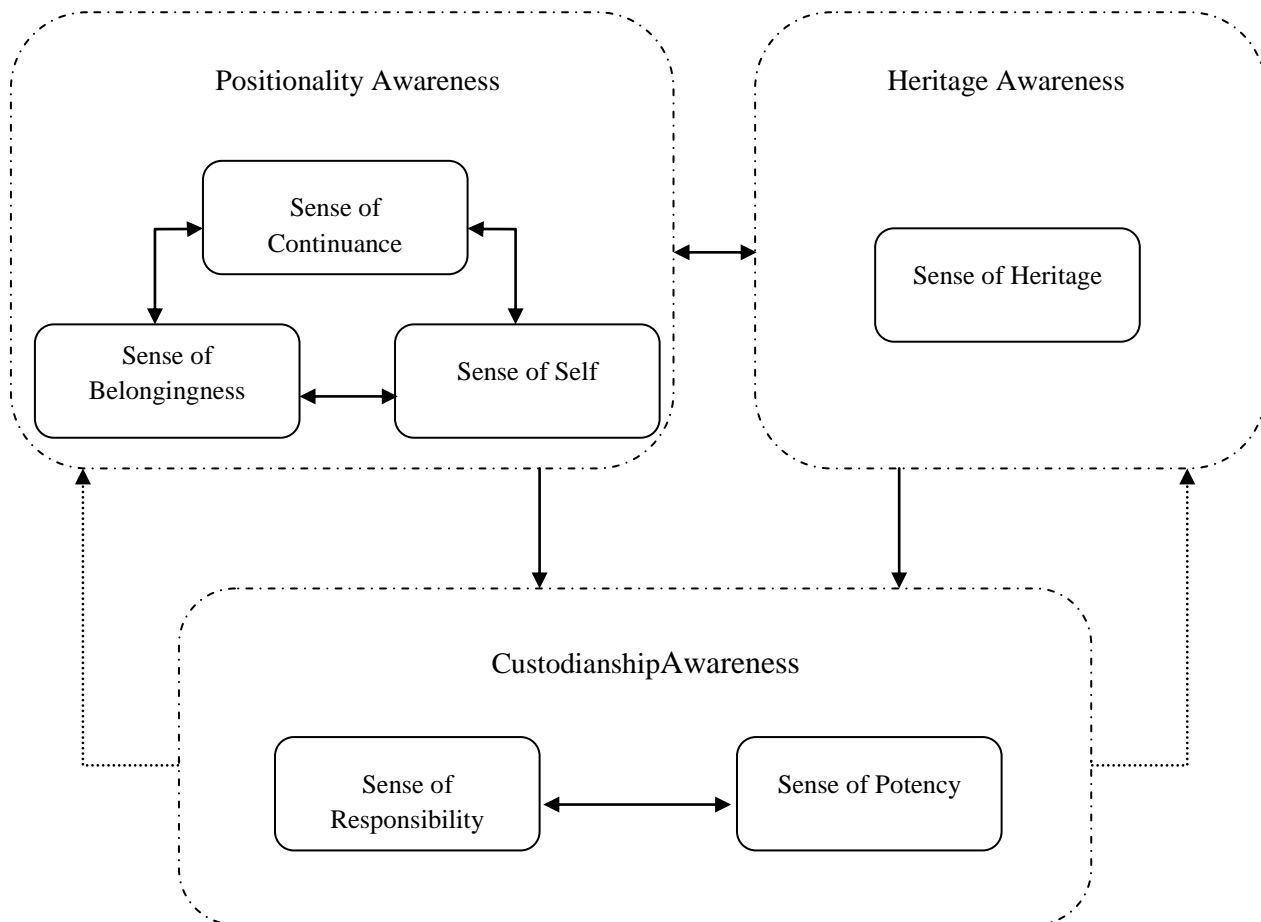 Positionality Awareness
Heritage Awareness
Sense of
Continuance
Sense of Heritage
Sense of
Belongingness
Sense of Self
CustodianshipAwareness
Sense of
Responsibility
Sense of Potency